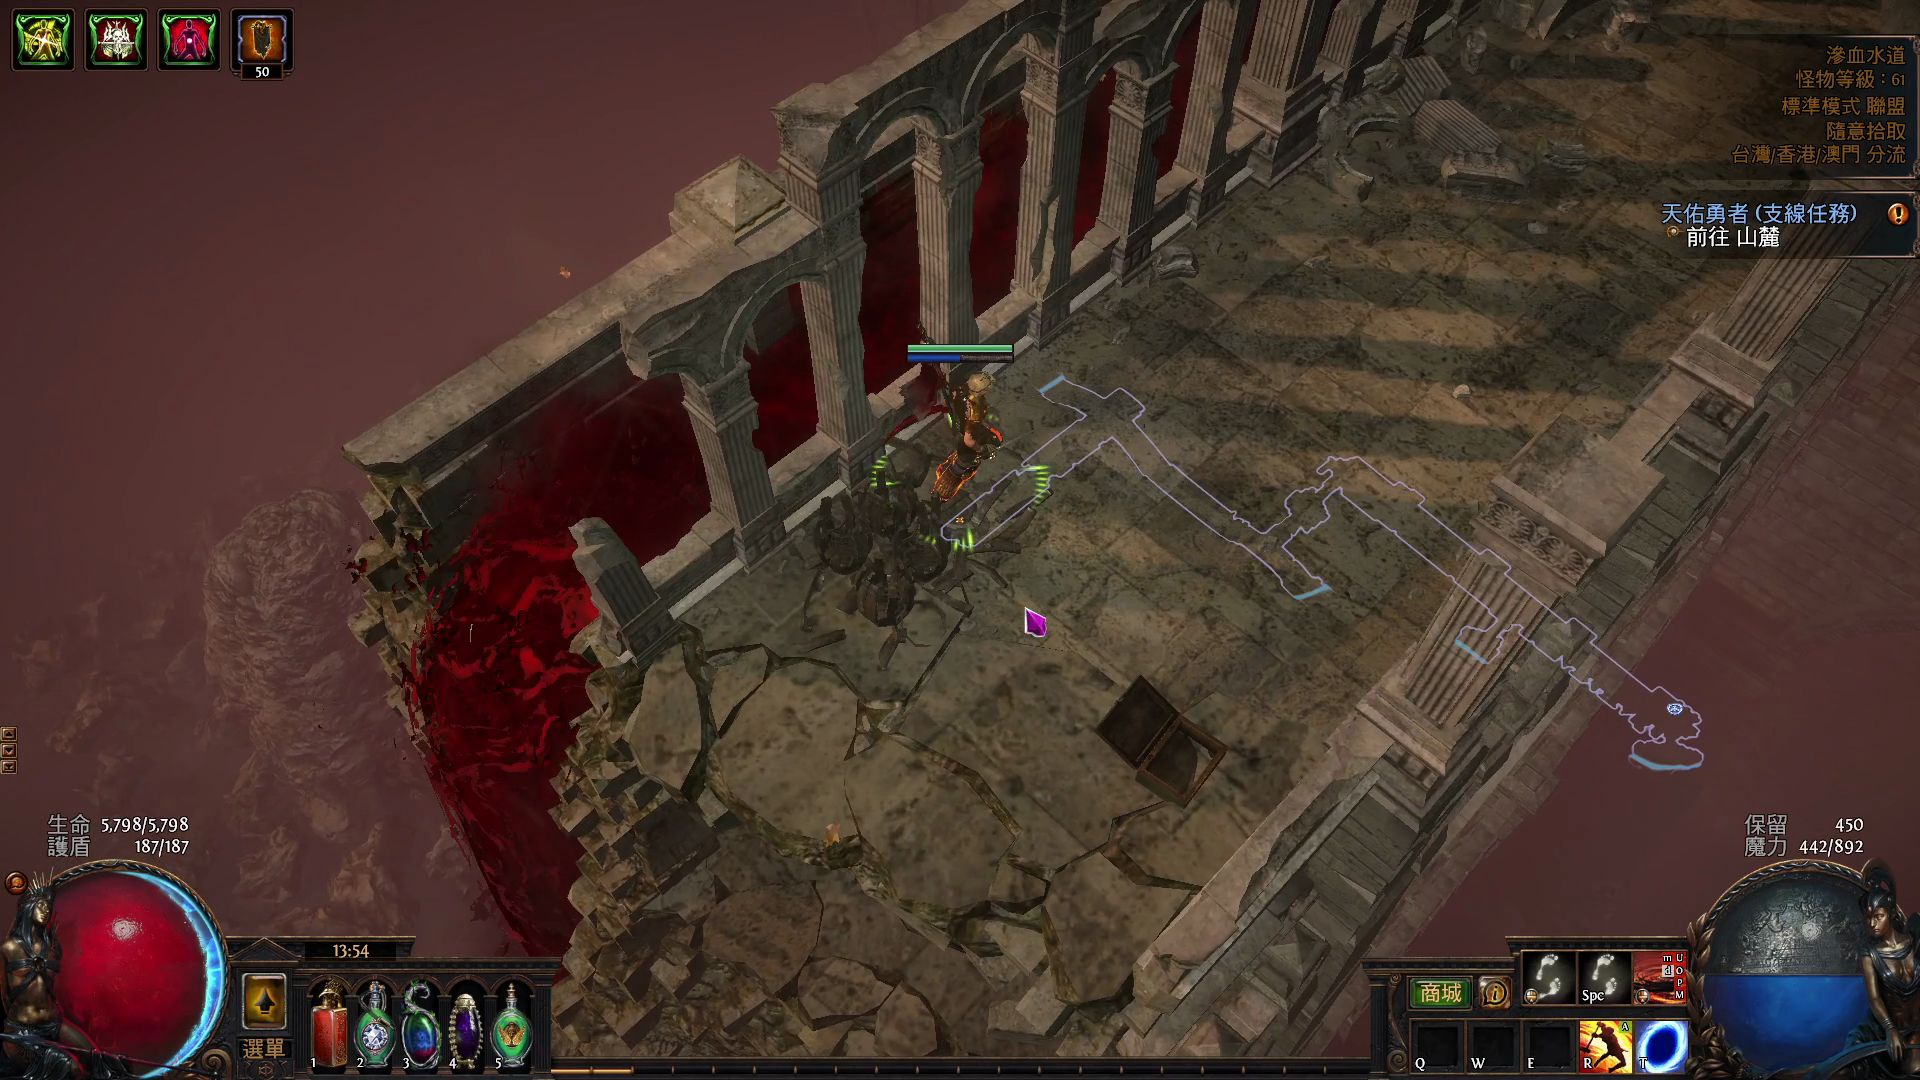 50
滲血水道
怪物等級：61
標準模式 聯盟
隨意拾取
台灣/香港/澳門 分流
天佑勇者 (支線任務)
前往 山麓
生命 5,798/5,798
護盾 187/187
保留 450
魔力 442/892
13:54
選單
1 2 3 4 5
商城
Spc
Q W E R T
A